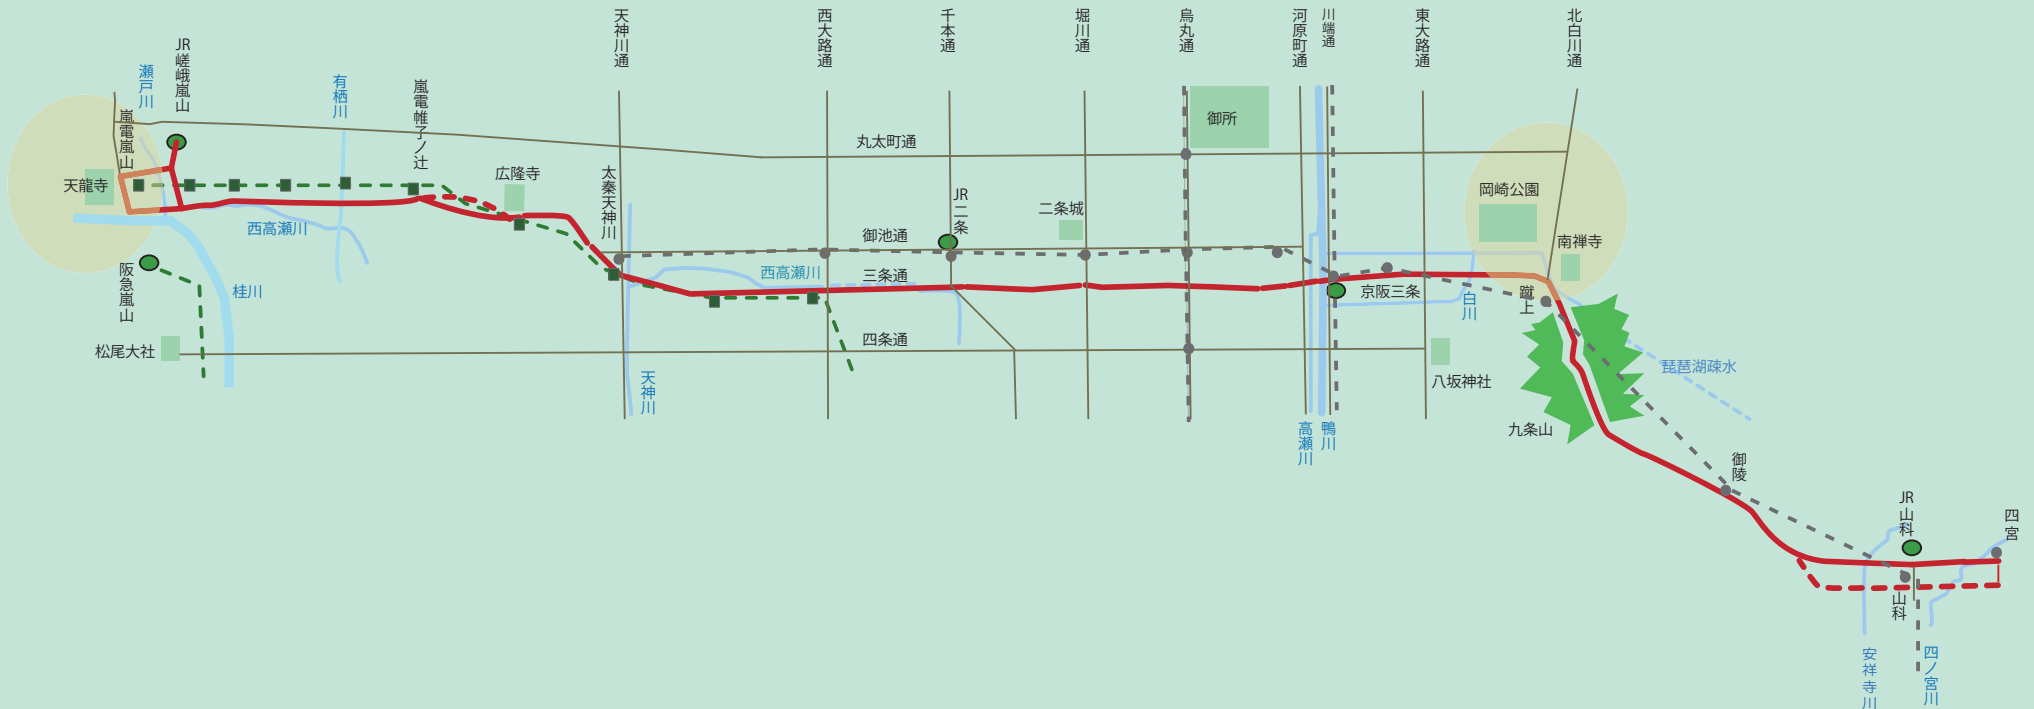 天神川通
西大路通
千本通
堀川通
烏丸通
河原町通
川端通
東大路通
北白川通
JR嵯峨嵐山
瀬戸川
有栖川
嵐電帷子ノ辻
嵐電嵐山
御所
丸太町通
天龍寺
広隆寺
太秦天神川
岡崎公園
JR二条
二条城
西高瀬川
御池通
南禅寺
阪急嵐山
西高瀬川
三条通
桂川
京阪三条
白川
蹴上
四条通
松尾大社
天神川
琵琶湖疎水
八坂神社
高瀬川
鴨川
九条山
御陵
JR山科
四宮
山科
安祥寺川
四ノ宮川